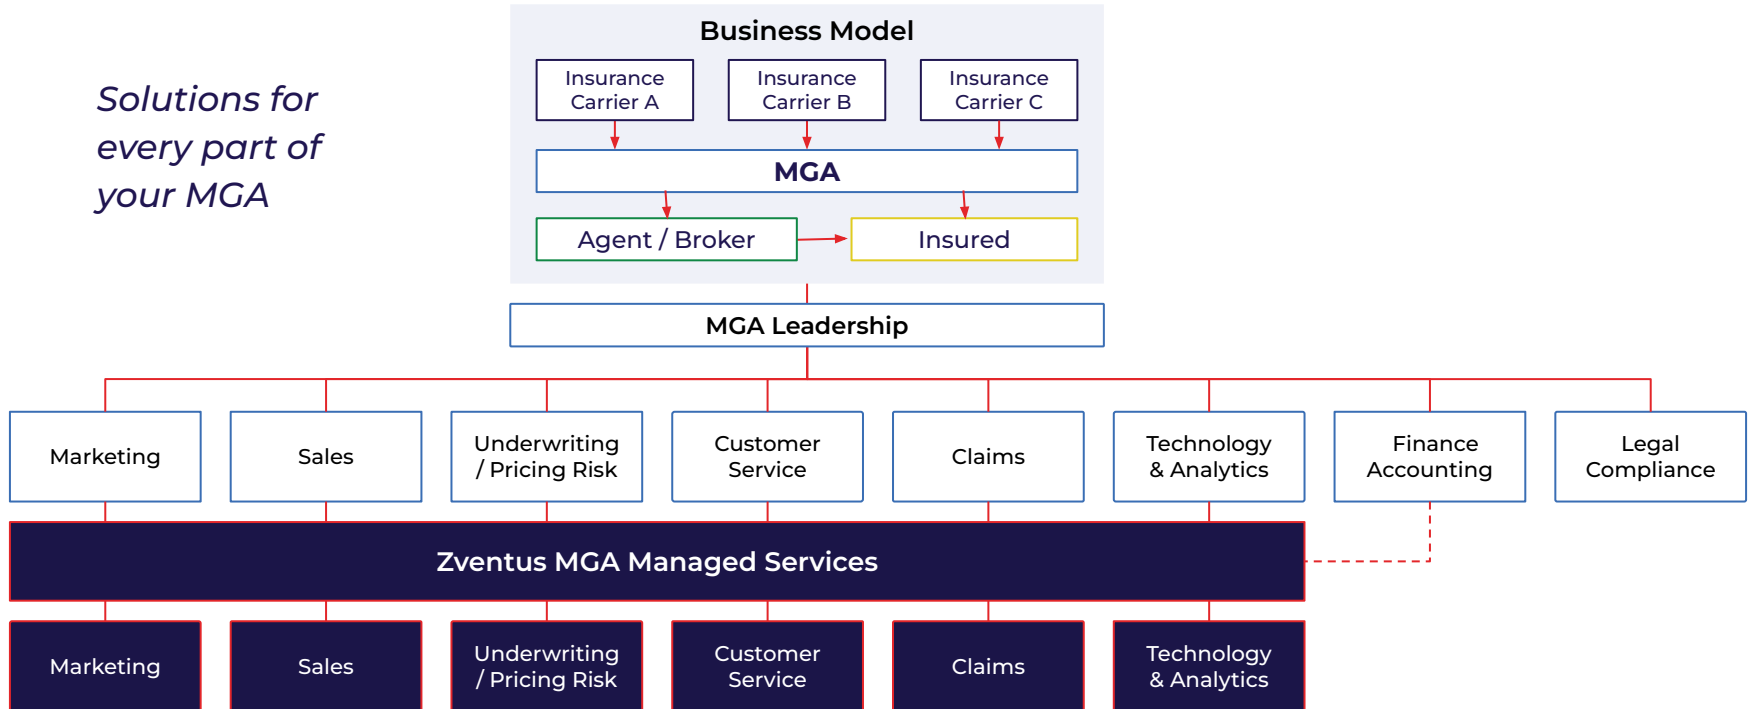 Solutions for
every part of
your MGA
Business Model
Insurance
Carrier A
Insurance
Carrier B
Insurance
Carrier C
MGA
Agent / Broker
Insured
MGA Leadership
Marketing
Sales
Underwriting
/ Pricing Risk
Customer
Service
Claims
Technology
& Analytics
Finance
Accounting
Legal
Compliance
Zventus MGA Managed Services
Marketing
Sales
Underwriting
/ Pricing Risk
Customer
Service
Claims
Technology
& Analytics